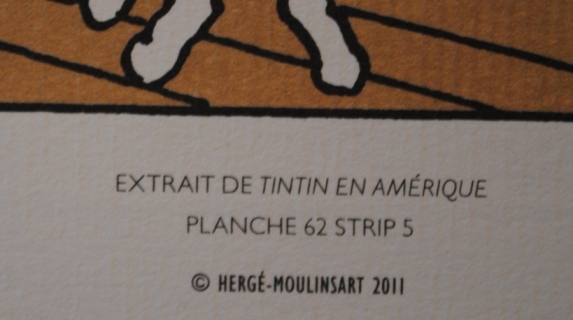 EXTRAIT DE TINTIN EN AMÉRIQUE
PLANCHE 62 STRIP 5
© HERGÉ-MOULINSART 2011